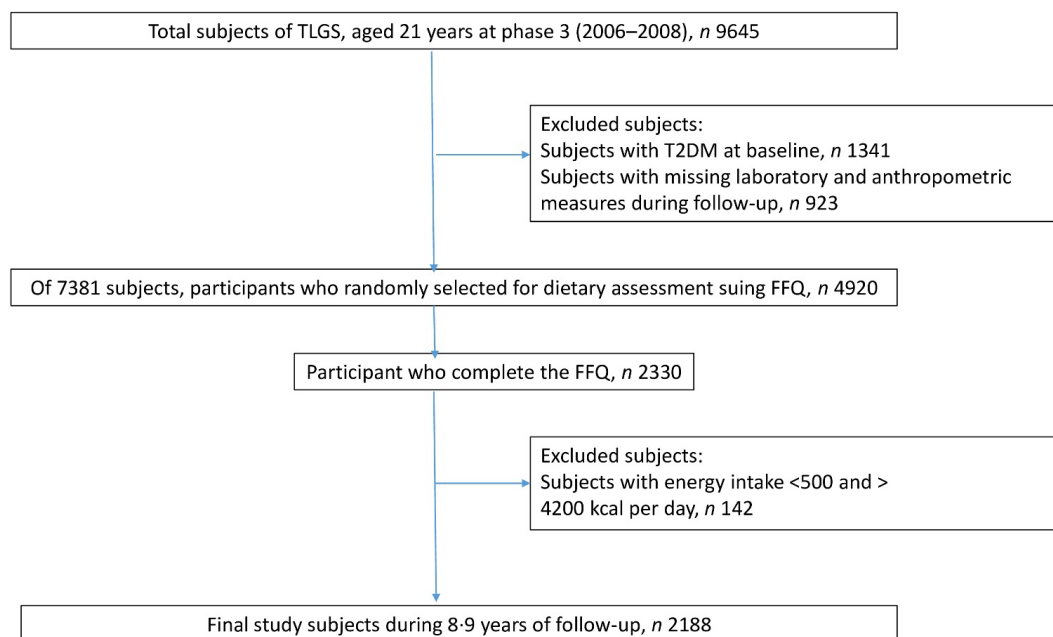 Total subjects of TLGS, aged 21 years at phase 3 (2006–2008), n 9645
Excluded subjects:
Subjects with T2DM at baseline, n 1341
Subjects with missing laboratory and anthropometric
measures during follow-up, n 923
Of 7381 subjects, participants who randomly selected for dietary assessment suing FFQ, n 4920
Participant who complete the FFQ, n 2330
Excluded subjects:
Subjects with energy intake <500 and >
4200 kcal per day, n 142
Final study subjects during 8·9 years of follow-up, n 2188